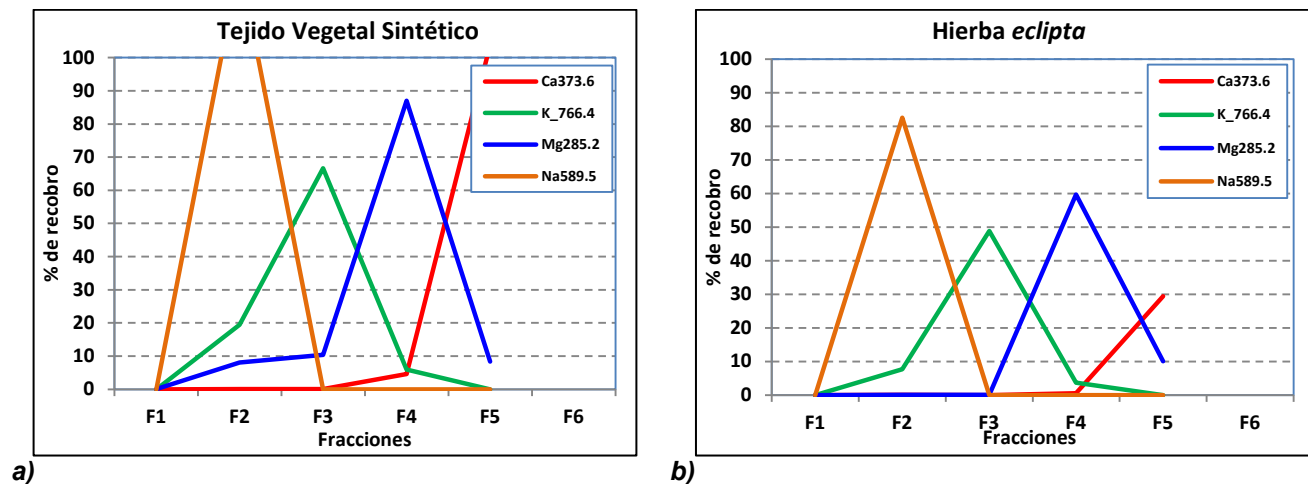 Tejido Vegetal Sintético
% de recobro
100
90
80
70
60
50
40
30
20
10
0
F1 F2 F3 F4 F5 F6
Fracciones
Ca373.6
K_766.4
Mg285.2
Na589.5
a)
Hierba eclipta
% de recobro
100
90
80
70
60
50
40
30
20
10
0
F1 F2 F3 F4 F5 F6
Fracciones
Ca373.6
K_766.4
Mg285.2
Na589.5
b)